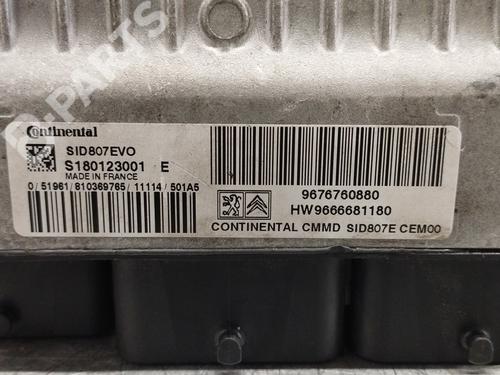 B-PARTS
Continental
SID807EVO
S180123001 E
MADE IN FRANCE
0/51961/810369765/11114/501A5
9676760880
HW9666681180
CONTINENTAL CMMD SID807E CEM00